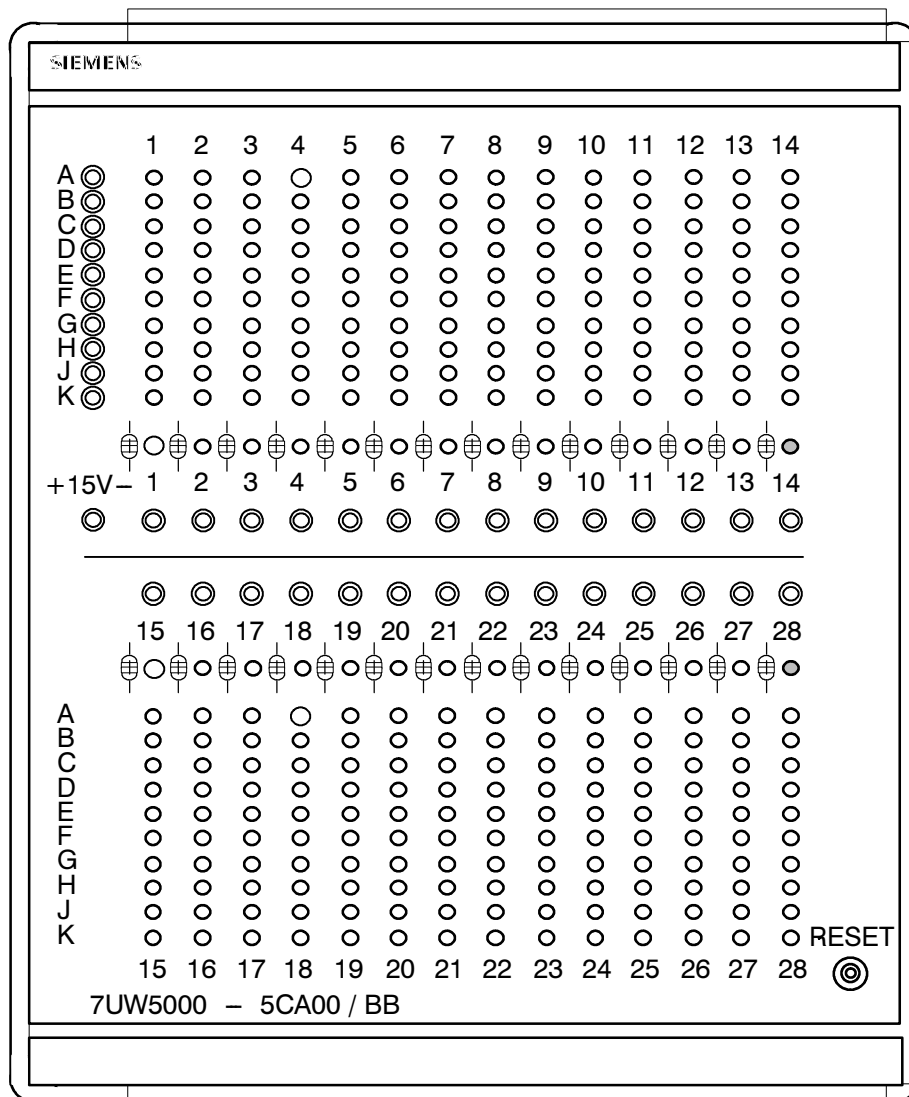 SIEMENS
1 2 3 4 5 6 7 8 9 10 11 12 13 14
A
B
C
D
E
F
G
H
J
K
+15V– 1 2 3 4 5 6 7 8 9 10 11 12 13 14
15 16 17 18 19 20 21 22 23 24 25 26 27 28
A
B
C
D
E
F
G
H
J
K RESET
15 16 17 18 19 20 21 22 23 24 25 26 27 28
7UW5000 – 5CA00 / BB